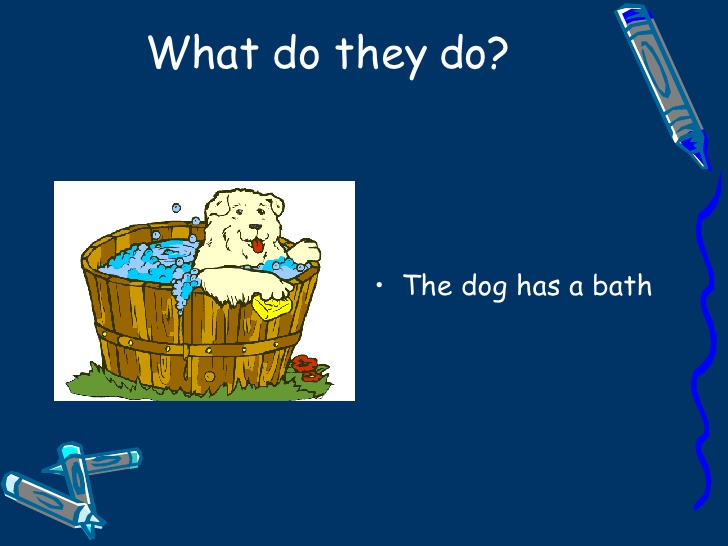 What do they do?
• The dog has a bath